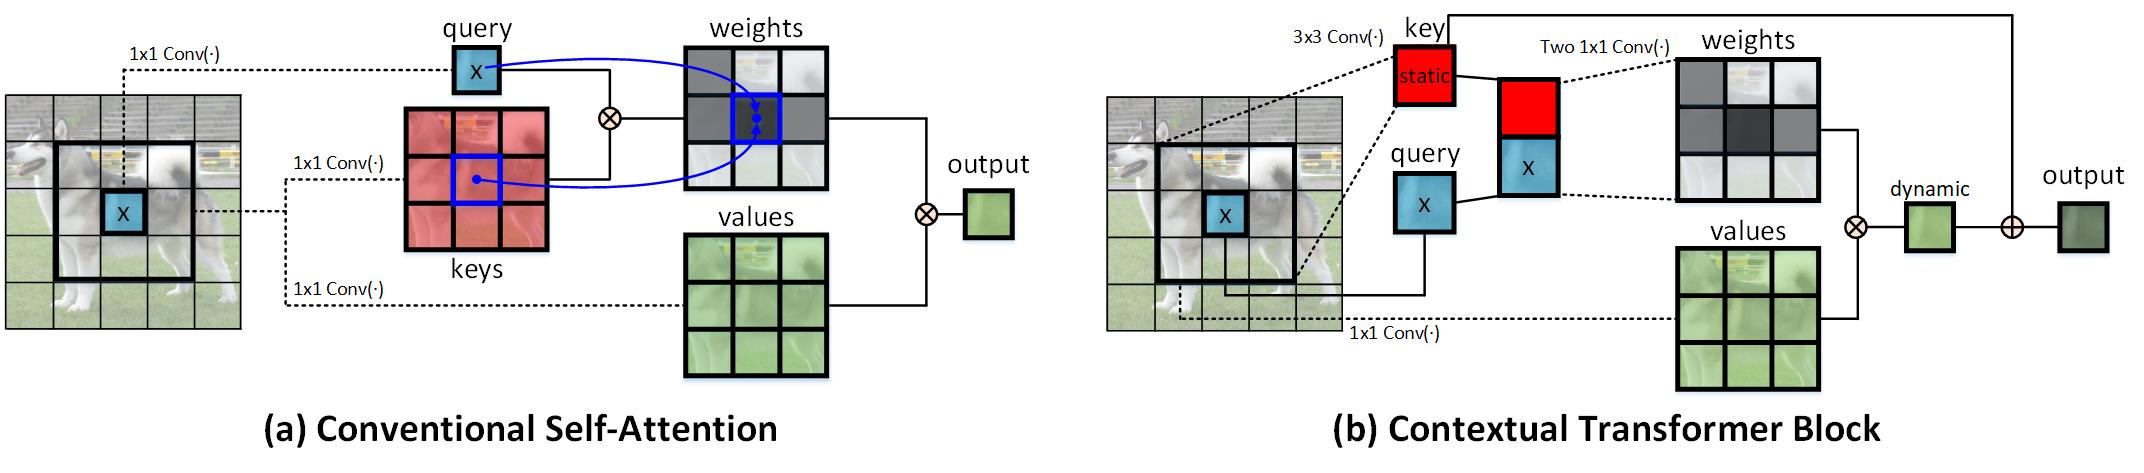 query
weights
1x1 Conv(·)
x
1x1 Conv(·)
x
keys
values
1x1 Conv(·)
output
(a) Conventional Self-Attention
key
3x3 Conv(·)
static
Two 1x1 Conv(·)
weights
query
x
x
x
dynamic
output
values
1x1 Conv(·)
(b) Contextual Transformer Block